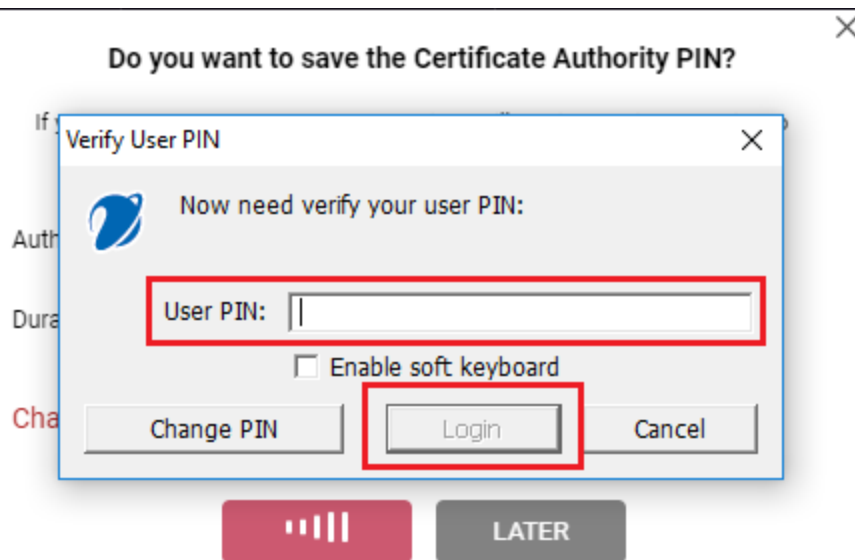 Do you want to save the Certificate Authority PIN?
If
Verify User PIN
Now need verify your user PIN:
Auth
User PIN:
Dura
Enable soft keyboard
Cha
Change PIN
Login
Cancel
LATER